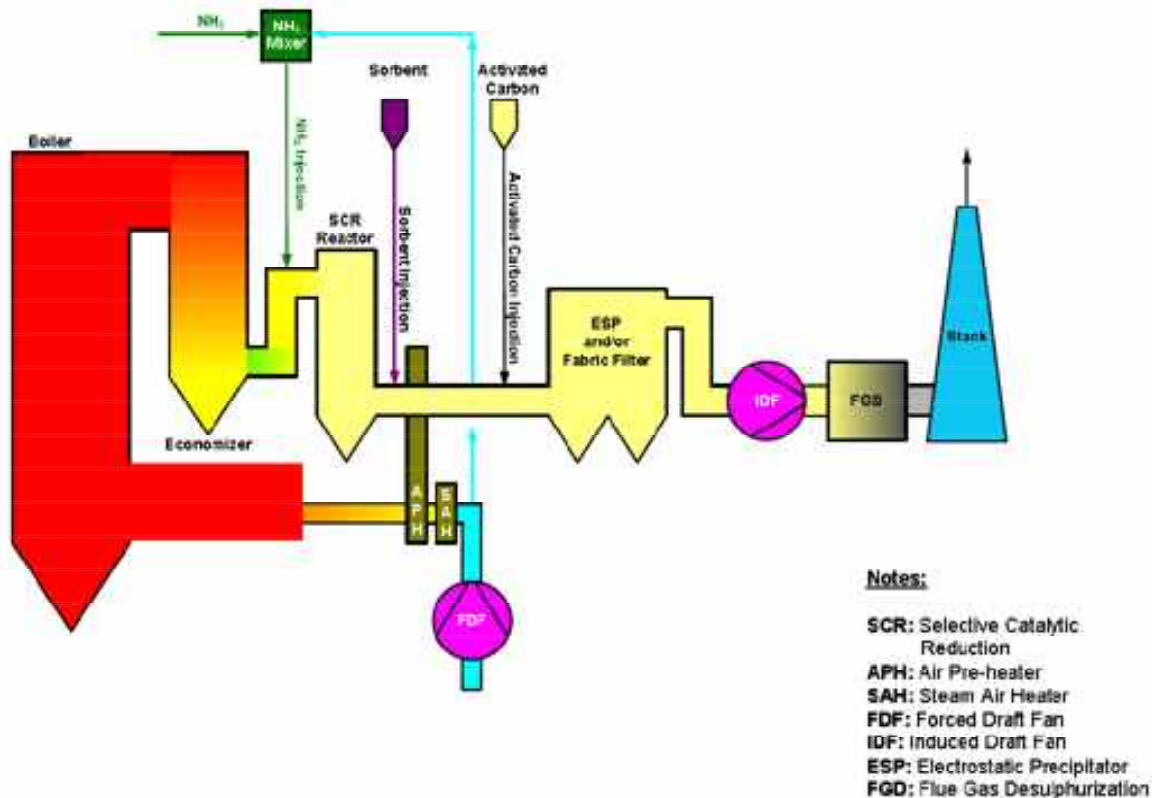 NH₃
NH₃
Mixer
Sorbent
Activated
Carbon
Boiler
NH₃ Injection
SCR
Reactor
Sorbent Injection
Activated Carbon Injection
ESP
and/or
Fabric Filter
Stack
IDF
FGD
Economizer
APH
SAH
FDF
Notes:
SCR: Selective Catalytic
Reduction
APH: Air Pre-heater
SAH: Steam Air Heater
FDF: Forced Draft Fan
IDF: Induced Draft Fan
ESP: Electrostatic Precipitator
FGD: Flue Gas Desulphurization